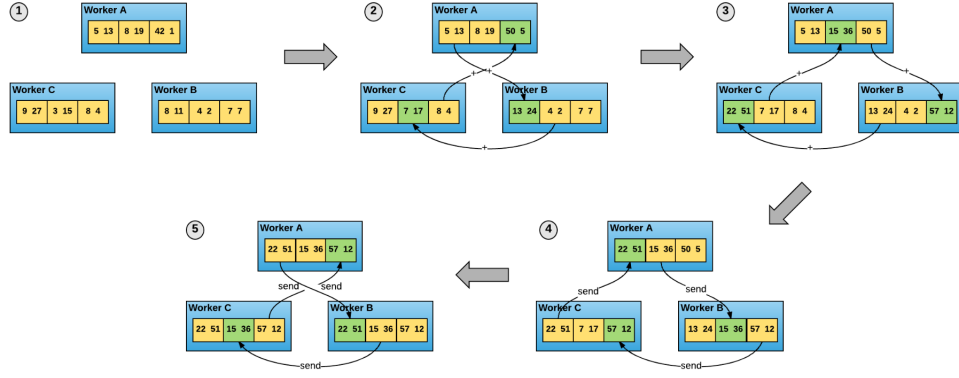 1
Worker A
5 13 8 19 42 1
Worker C
9 27 3 15 8 4
Worker B
8 11 4 2 7 7
2
Worker A
5 13 8 19 50 5
+ +
Worker C
9 27 7 17 8 4
Worker B
13 24 4 2 7 7
+
3
Worker A
5 13 15 36 50 5
+ +
Worker C
22 51 7 17 8 4
Worker B
13 24 4 2 57 12
+
5
Worker A
22 51 15 36 57 12
send send
Worker C
22 51 15 36 57 12
Worker B
22 51 15 36 57 12
send
4
Worker A
22 51 15 36 50 5
send send
Worker C
22 51 7 17 57 12
Worker B
13 24 15 36 57 12
send